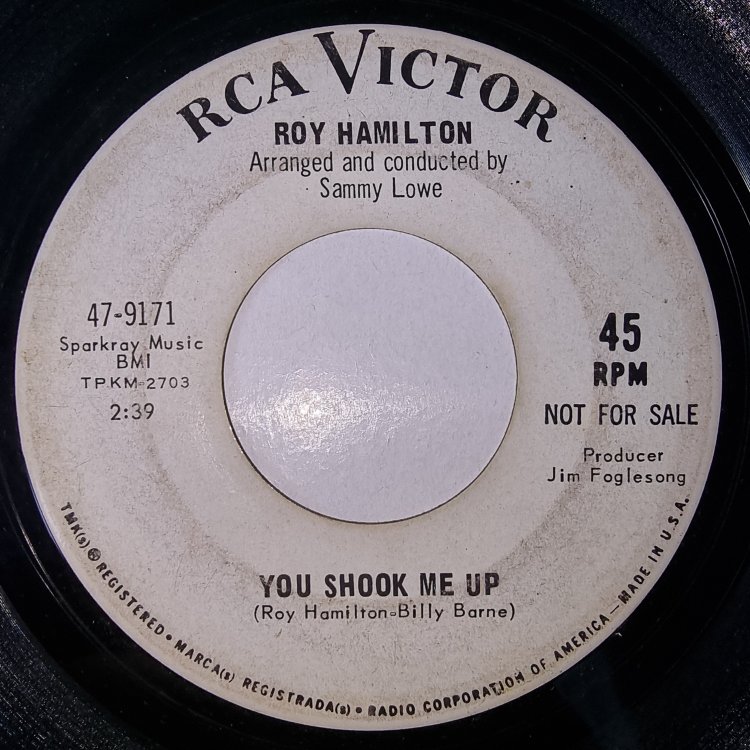 RCA VICTOR
ROY HAMILTON
Arranged and conducted by
Sammy Lowe
47-9171
Sparkray Music
BMI
TPKM-2703
2:39
45
RPM
NOT FOR SALE
Producer
Jim Foglesong
YOU SHOOK ME UP
(Roy Hamilton-Billy Barne)
TMK(s) ® REGISTERED • MARCA(s) REGISTRADA(s) • RADIO CORPORATION OF AMERICA — MADE IN U.S.A.